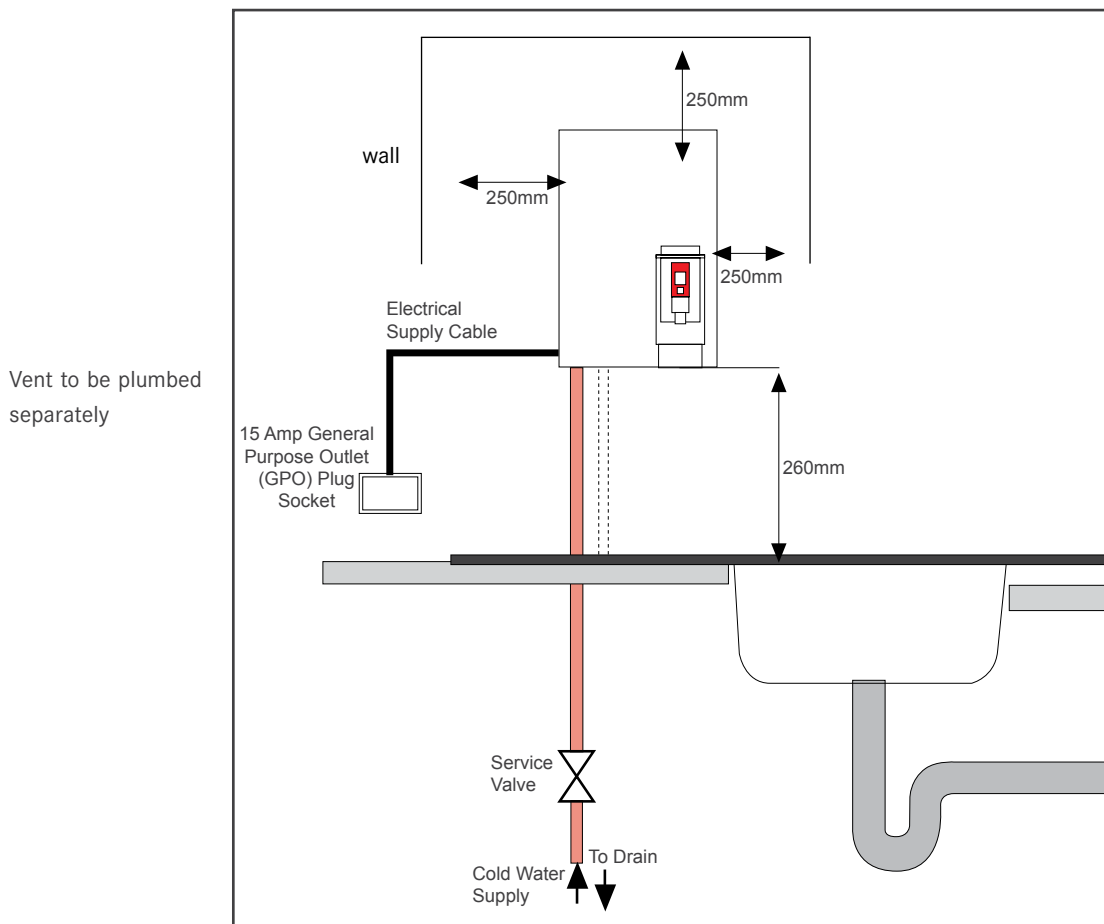 250mm
wall
250mm
250mm
Electrical
Supply Cable
Vent to be plumbed
separately
15 Amp General
Purpose Outlet
(GPO) Plug
Socket
260mm
Service
Valve
To Drain
Cold Water
Supply